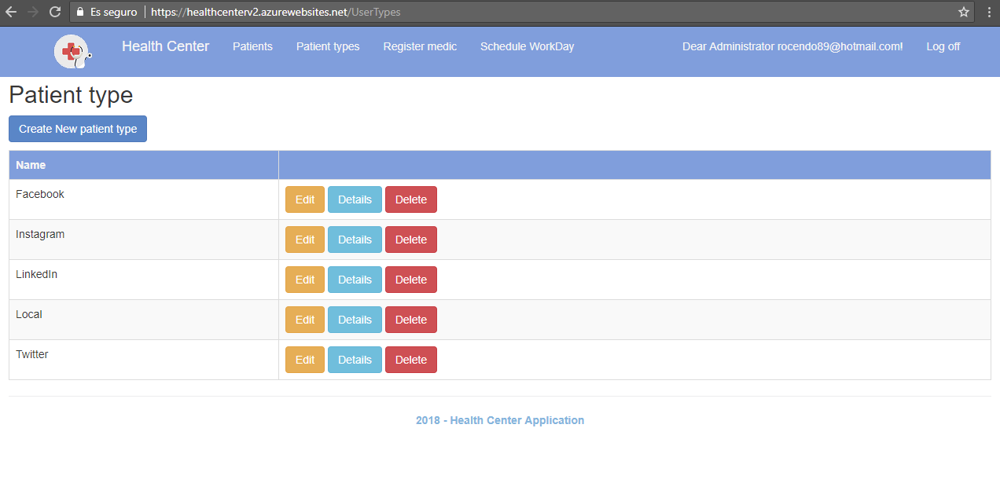 Es seguro | https://healthcenterv2.azurewebsites.net/UserTypes
Health Center Patients Patient types Register medic Schedule WorkDay Dear Administrator rocendo89@hotmail.com! Log off
Patient type
Create New patient type
Name
Facebook Edit Details Delete
Instagram Edit Details Delete
LinkedIn Edit Details Delete
Local Edit Details Delete
Twitter Edit Details Delete
2018 - Health Center Application